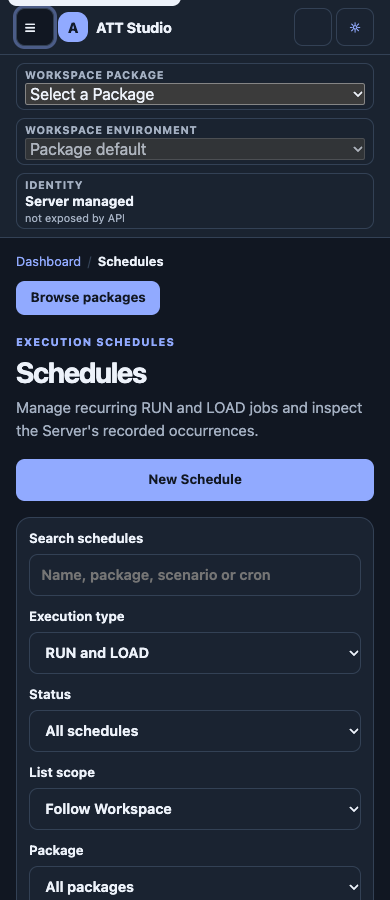 A ATT Studio
WORKSPACE PACKAGE
Select a Package
WORKSPACE ENVIRONMENT
Package default
IDENTITY
Server managed
not exposed by API
Dashboard / Schedules
Browse packages
EXECUTION SCHEDULES
Schedules
Manage recurring RUN and LOAD jobs and inspect
the Server's recorded occurrences.
New Schedule
Search schedules
Name, package, scenario or cron
Execution type
RUN and LOAD
Status
All schedules
List scope
Follow Workspace
Package
All packages